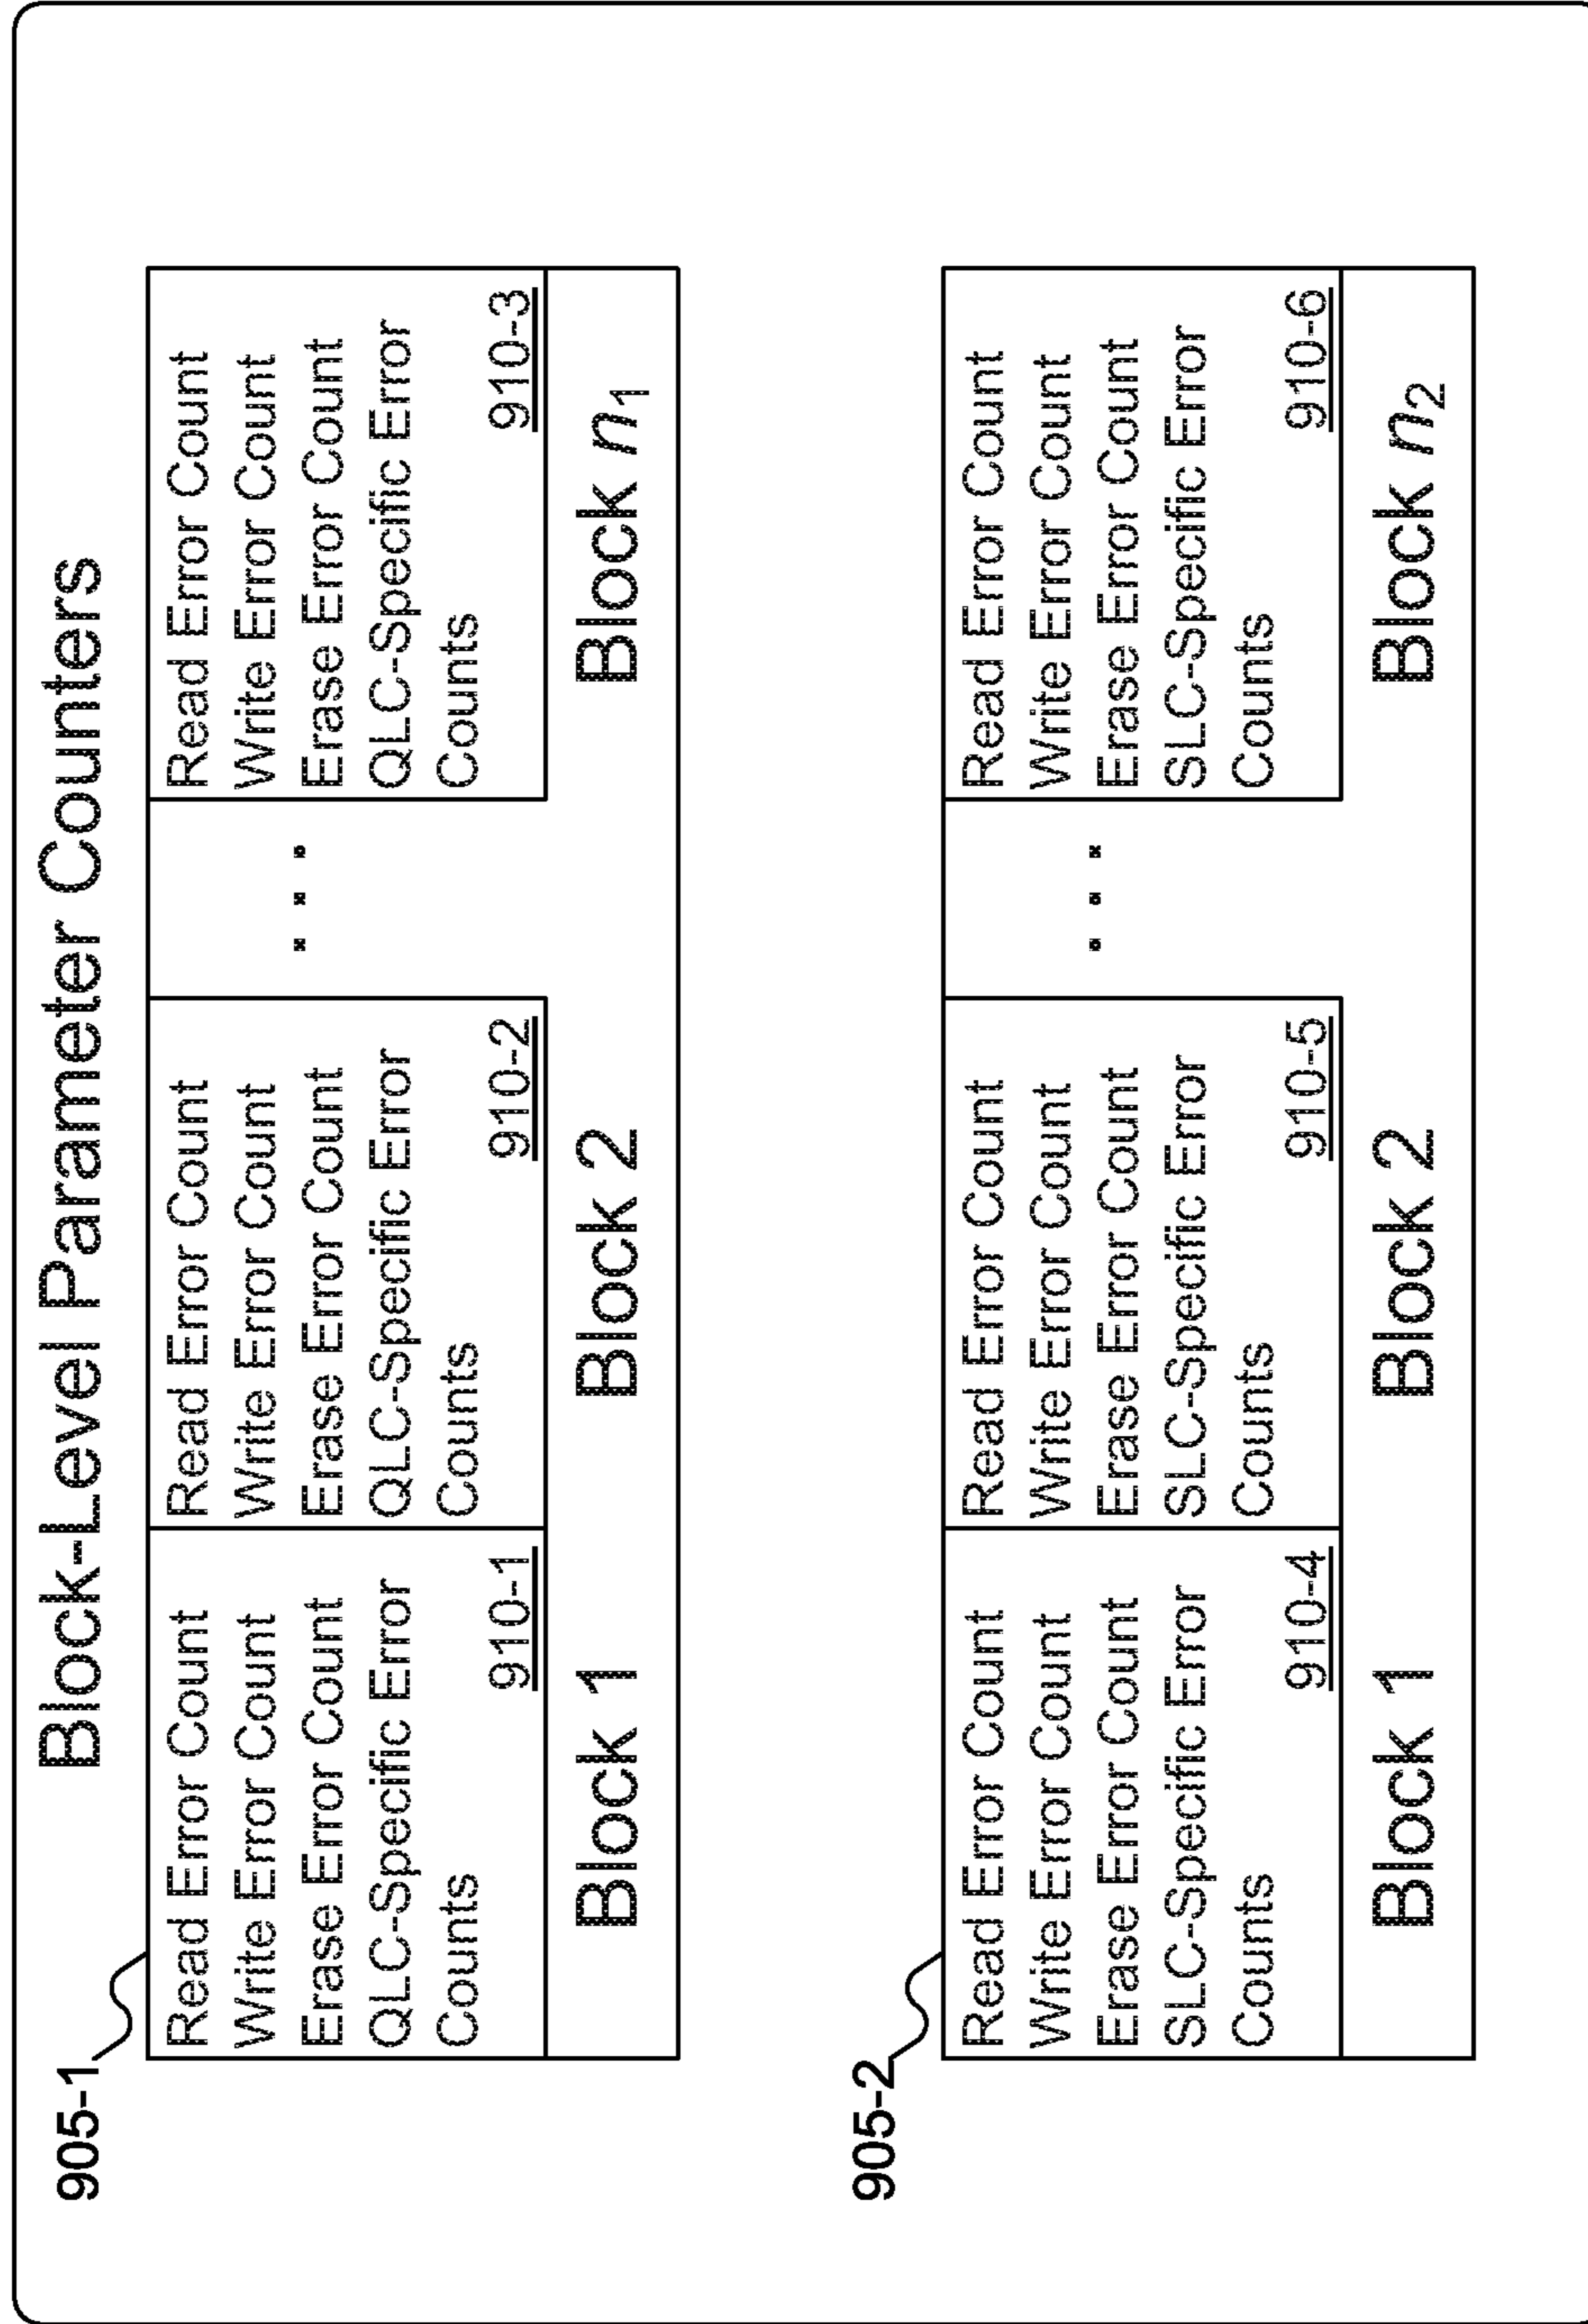 Block-Level Parameter Counters
905-1
Read Error Count
Write Error Count
Erase Error Count
QLC-Specific Error
Counts
910-1
Block 1
Read Error Count
Write Error Count
Erase Error Count
QLC-Specific Error
Counts
910-2
Block 2
. . .
Read Error Count
Write Error Count
Erase Error Count
QLC-Specific Error
Counts
910-3
Block n₁
905-2
Read Error Count
Write Error Count
Erase Error Count
SLC-Specific Error
Counts
910-4
Block 1
Read Error Count
Write Error Count
Erase Error Count
SLC-Specific Error
Counts
910-5
Block 2
. . .
Read Error Count
Write Error Count
Erase Error Count
SLC-Specific Error
Counts
910-6
Block n₂